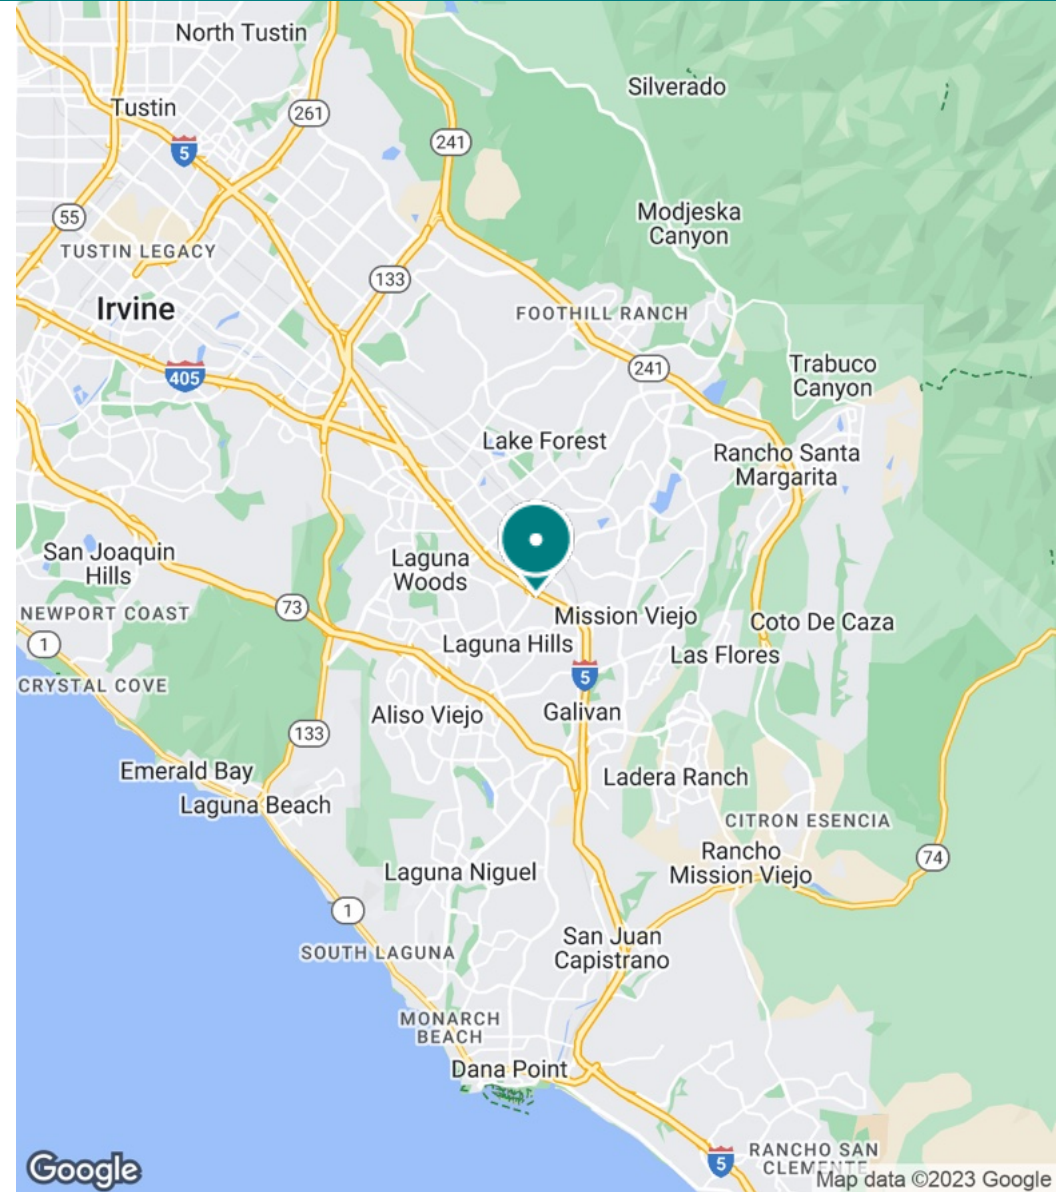 North Tustin
Silverado
Tustin
261
5
241
Modjeska
Canyon
55
TUSTIN LEGACY
133
Irvine
FOOTHILL RANCH
405
241
Trabuco
Canyon
Lake Forest
Rancho Santa
Margarita
San Joaquin
Hills
Laguna
Woods
NEWPORT COAST
73
Mission Viejo
Coto De Caza
1
Laguna Hills
Las Flores
CRYSTAL COVE
5
Aliso Viejo
Galivan
133
Emerald Bay
Ladera Ranch
Laguna Beach
CITRON ESENCIA
Rancho
Mission Viejo
74
Laguna Niguel
1
San Juan
Capistrano
SOUTH LAGUNA
MONARCH
BEACH
Dana Point
5
RANCHO SAN
CLEMENTE
Google
Map data ©2023 Google